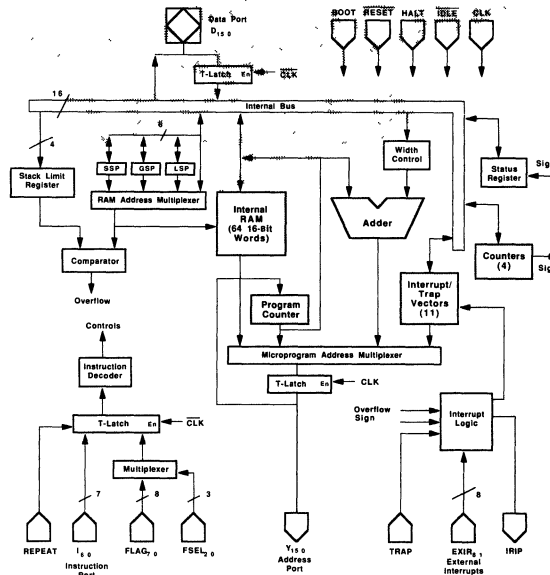 Data Port
D15 0
BOOT RESET HALT IDLE CLK
T-Latch En CLK
16
Internal Bus
4
8
SSP GSP LSP
Stack Limit
Register
RAM Address Multiplexer
Internal
RAM
(64 16-Bit
Words)
Width
Control
Adder
Status
Register
Sig
Counters
(4)
Sig
Comparator
Overflow
Program
Counter
Interrupt/
Trap
Vectors
(11)
Microprogram Address Multiplexer
T-Latch En CLK
Controls
Instruction
Decoder
T-Latch En CLK
Multiplexer
7
8
3
Overflow
Sign
Interrupt
Logic
8
REPEAT
I6 0
Instruction
Port
FLAG7 0
FSEL2 0
Y15 0
Address
Port
TRAP
EXIR8 1
External
Interrupts
IRIP